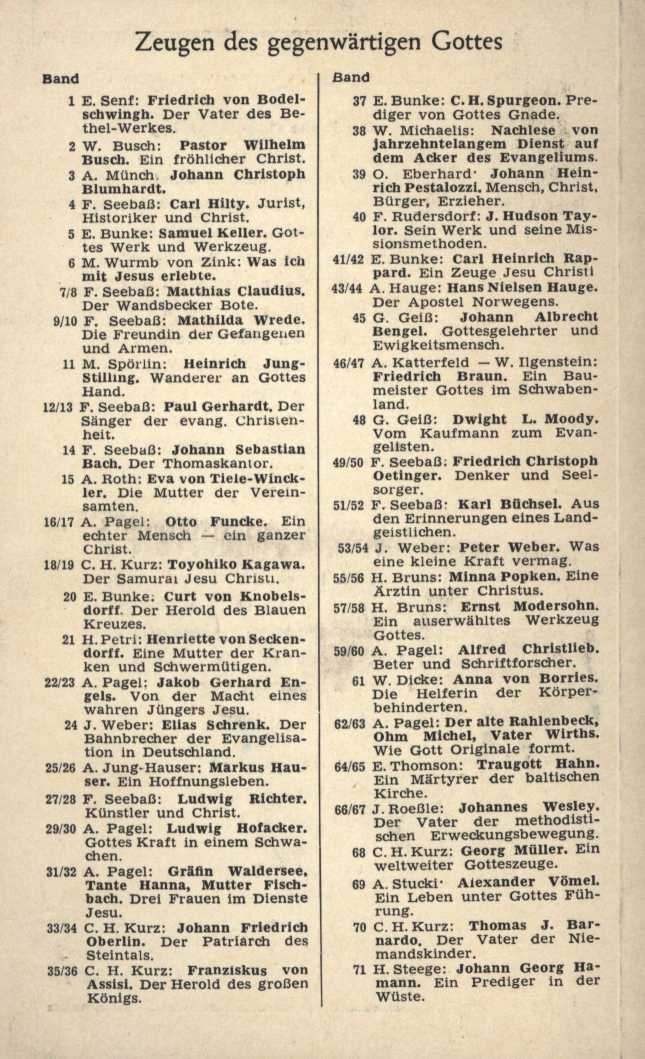 Zeugen des gegenwärtigen Gottes
Band
1 E. Senf: Friedrich von Bodel-
schwingh. Der Vater des Be-
thel-Werkes.
2 W. Busch: Pastor Wilhelm
Busch. Ein fröhlicher Christ.
3 A. Münch. Johann Christoph
Blumhardt.
4 F. Seebaß: Carl Hilty. Jurist,
Historiker und Christ.
5 E. Bunke: Samuel Keller. Got-
tes Werk und Werkzeug.
6 M. Wurmb von Zink: Was ich
mit Jesus erlebte.
7/8 F. Seebaß: Matthias Claudius.
Der Wandsbecker Bote.
9/10 F. Seebaß: Mathilda Wrede.
Die Freundin der Gefangenen
und Armen.
11 M. Spörlin: Heinrich Jung-
Stilling. Wanderer an Gottes
Hand.
12/13 F. Seebaß: Paul Gerhardt. Der
Sänger der evang. Christen-
heit.
14 F. Seebaß: Johann Sebastian
Bach. Der Thomaskantor.
15 A. Roth: Eva von Tiele-Winck-
ler. Die Mutter der Verein-
samten.
16/17 A. Pagel: Otto Funcke. Ein
echter Mensch — ein ganzer
Christ.
18/19 C. H. Kurz: Toyohiko Kagawa.
Der Samurai Jesu Christi.
20 E. Bunke: Curt von Knobels-
dorff. Der Herold des Blauen
Kreuzes.
21 H. Petri: Henriette von Secken-
dorff. Eine Mutter der Kran-
ken und Schwermütigen.
22/23 A. Pagel: Jakob Gerhard En-
gels. Von der Macht eines
wahren Jüngers Jesu.
24 J. Weber: Elias Schrenk. Der
Bahnbrecher der Evangelisa-
tion in Deutschland.
25/26 A. Jung-Hauser: Markus Hau-
ser. Ein Hoffnungsleben.
27/28 F. Seebaß: Ludwig Richter.
Künstler und Christ.
29/30 A. Pagel: Ludwig Hofacker.
Gottes Kraft in einem Schwa-
chen.
31/32 A. Pagel: Gräfin Waldersee,
Tante Hanna, Mutter Fisch-
bach. Drei Frauen im Dienste
Jesu.
33/34 C. H. Kurz: Johann Friedrich
Oberlin. Der Patriarch des
Steintals.
35/36 C. H. Kurz: Franziskus von
Assisi. Der Herold des großen
Königs.
Band
37 E. Bunke: C. H. Spurgeon. Pre-
diger von Gottes Gnade.
38 W. Michaelis: Nachlese von
jahrzehntelangem Dienst auf
dem Acker des Evangeliums.
39 O. Eberhard: Johann Hein-
rich Pestalozzi. Mensch, Christ,
Bürger, Erzieher.
40 F. Rudersdorf: J. Hudson Tay-
lor. Sein Werk und seine Mis-
sionsmethoden.
41/42 E. Bunke: Carl Heinrich Rap-
pard. Ein Zeuge Jesu Christi
43/44 A. Hauge: Hans Nielsen Hauge.
Der Apostel Norwegens.
45 G. Geiß: Johann Albrecht
Bengel. Gottesgelehrter und
Ewigkeitsmensch.
46/47 A. Katterfeld — W. Ilgenstein:
Friedrich Braun. Ein Bau-
meister Gottes im Schwaben-
land.
48 G. Geiß: Dwight L. Moody.
Vom Kaufmann zum Evan-
gelisten.
49/50 F. Seebaß: Friedrich Christoph
Oetinger. Denker und Seel-
sorger.
51/52 F. Seebaß: Karl Büchsel. Aus
den Erinnerungen eines Land-
geistlichen.
53/54 J. Weber: Peter Weber. Was
eine kleine Kraft vermag.
55/56 H. Bruns: Minna Popken. Eine
Ärztin unter Christus.
57/58 H. Bruns: Ernst Modersohn.
Ein auserwähltes Werkzeug
Gottes.
59/60 A. Pagel: Alfred Christlieb.
Beter und Schriftforscher.
61 W. Dicke: Anna von Borries.
Die Helferin der Körper-
behinderten.
62/63 A. Pagel: Der alte Rahlenbeck,
Ohm Michel, Vater Wirths.
Wie Gott Originale formt.
64/65 E. Thomson: Traugott Hahn.
Ein Märtyrer der baltischen
Kirche.
66/67 J. Roeßle: Johannes Wesley.
Der Vater der methodisti-
schen Erweckungsbewegung.
68 C. H. Kurz: Georg Müller. Ein
weltweiter Gotteszeuge.
69 A. Stucki: Alexander Vömel.
Ein Leben unter Gottes Füh-
rung.
70 C. H. Kurz: Thomas J. Bar-
nardo. Der Vater der Nie-
mandskinder.
71 H. Steege: Johann Georg Ha-
mann. Ein Prediger in der
Wüste.